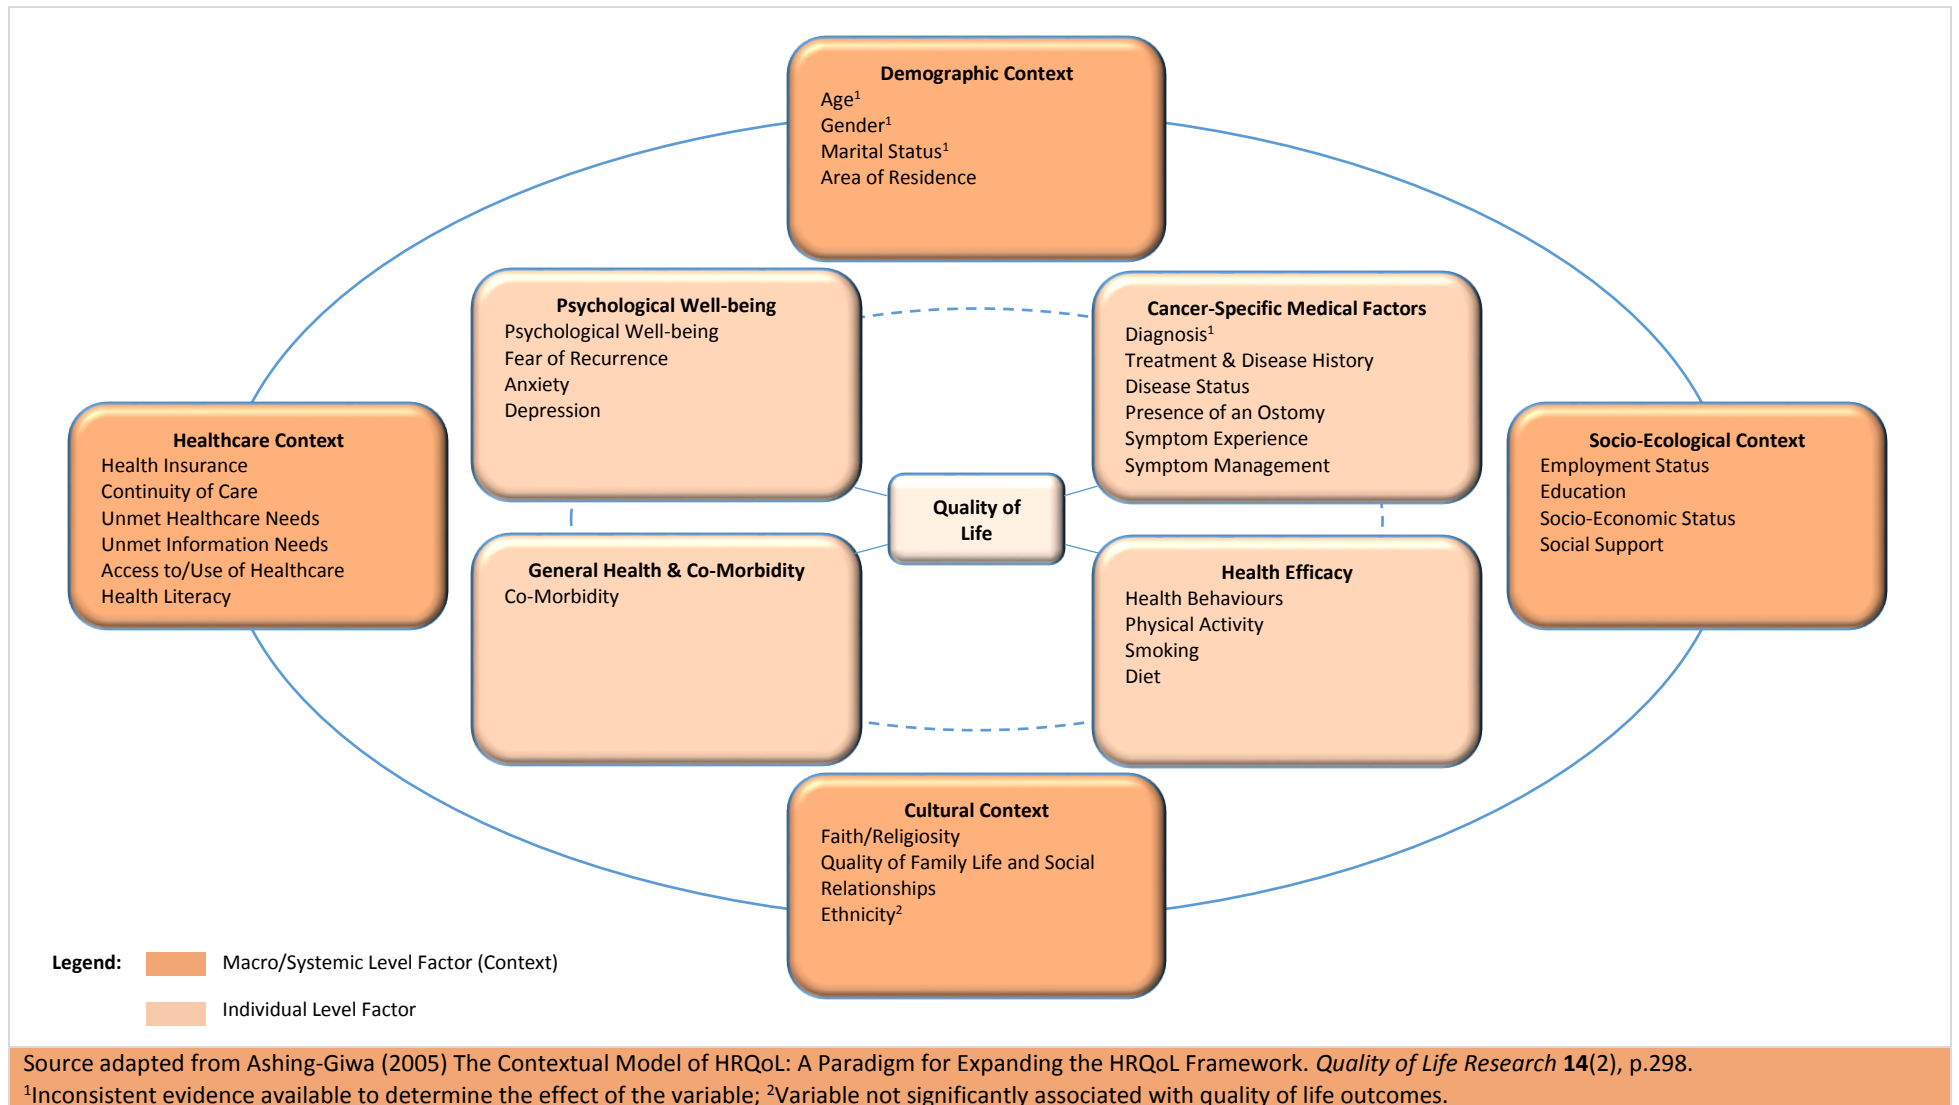 Demographic Context
Age¹
Gender¹
Marital Status¹
Area of Residence
Psychological Well-being
Psychological Well-being
Fear of Recurrence
Anxiety
Depression
Cancer-Specific Medical Factors
Diagnosis¹
Treatment & Disease History
Disease Status
Presence of an Ostomy
Symptom Experience
Symptom Management
Healthcare Context
Health Insurance
Continuity of Care
Unmet Healthcare Needs
Unmet Information Needs
Access to/Use of Healthcare
Health Literacy
Quality of
Life
Socio-Ecological Context
Employment Status
Education
Socio-Economic Status
Social Support
General Health & Co-Morbidity
Co-Morbidity
Health Efficacy
Health Behaviours
Physical Activity
Smoking
Diet
Cultural Context
Faith/Religiosity
Quality of Family Life and Social
Relationships
Ethnicity²
Legend:
Macro/Systemic Level Factor (Context)
Individual Level Factor
Source adapted from Ashing-Giwa (2005) The Contextual Model of HRQoL: A Paradigm for Expanding the HRQoL Framework. Quality of Life Research 14(2), p.298.
¹Inconsistent evidence available to determine the effect of the variable; ²Variable not significantly associated with quality of life outcomes.